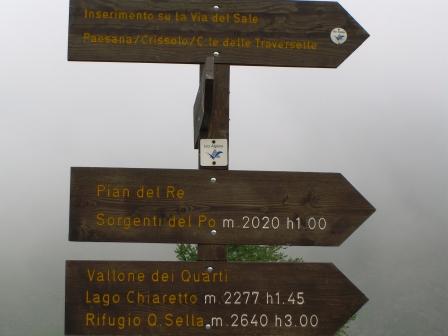 Inserimento su la Via del Sale
Paesana/Crissolo/C.te delle Traversette
Pian del Re
Sorgenti del Po m.2020 h1.00
Vallone dei Quarti
Lago Chiaretto m.2277 h1.45
Rifugio Q.Sella m.2640 h3.00